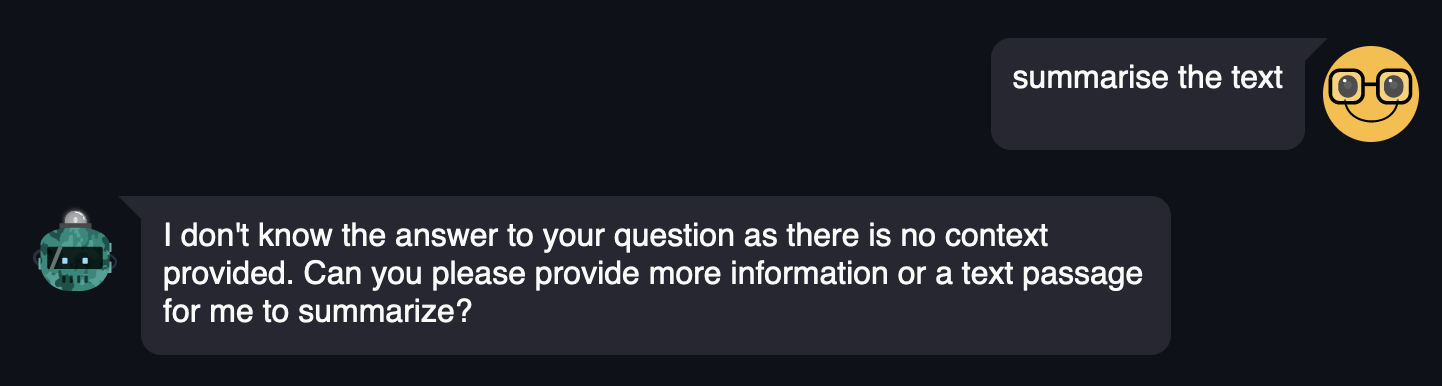 summarise the text
I don't know the answer to your question as there is no context
provided. Can you please provide more information or a text passage
for me to summarize?